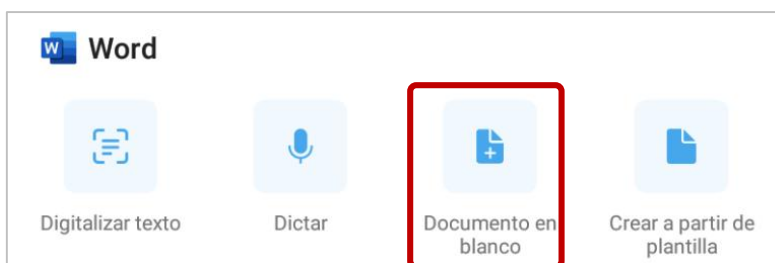 Word
Digitalizar texto
Dictar
Documento en
blanco
Crear a partir de
plantilla